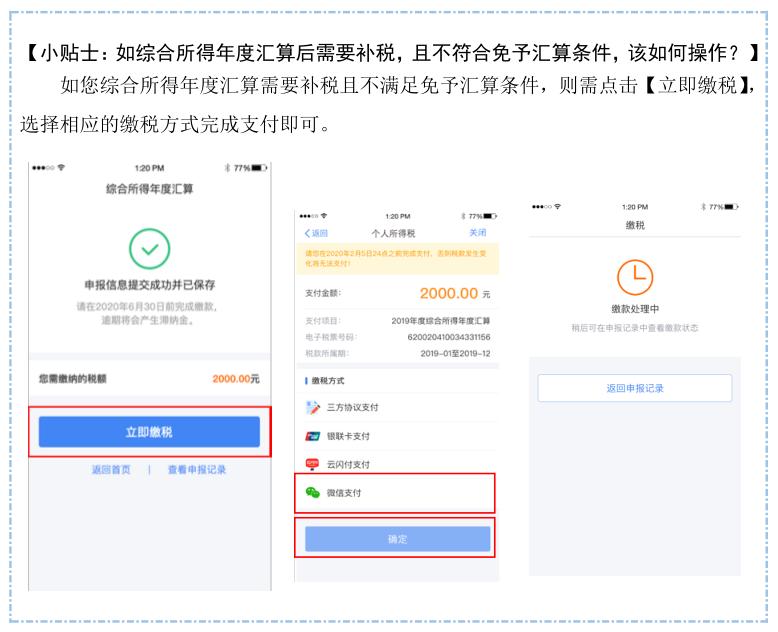 【小贴士：如综合所得年度汇算后需要补税，且不符合免予汇算条件，该如何操作？】
如您综合所得年度汇算需要补税且不满足免予汇算条件，则需点击【立即缴税】，
选择相应的缴税方式完成支付即可。
1:20 PM
77%
综合所得年度汇算
申报信息提交成功并已保存
请在2020年6月30日前完成缴款，
逾期将会产生滞纳金。
您需缴纳的税额
2000.00元
立即缴税
返回首页 | 查看申报记录
1:20 PM
77%
返回
个人所得税
关闭
请您在2020年2月5日24点之前完成支付，否则税款发生变
化将无法支付！
支付金额：
2000.00 元
支付项目：
2019年度综合所得年度汇算
电子税票号码：
620020410034331156
税款所属期：
2019-01至2019-12
缴税方式
三方协议支付
银联卡支付
云闪付支付
微信支付
确定
1:20 PM
77%
缴税
缴款处理中
稍后可在申报记录中查看缴款状态
返回申报记录